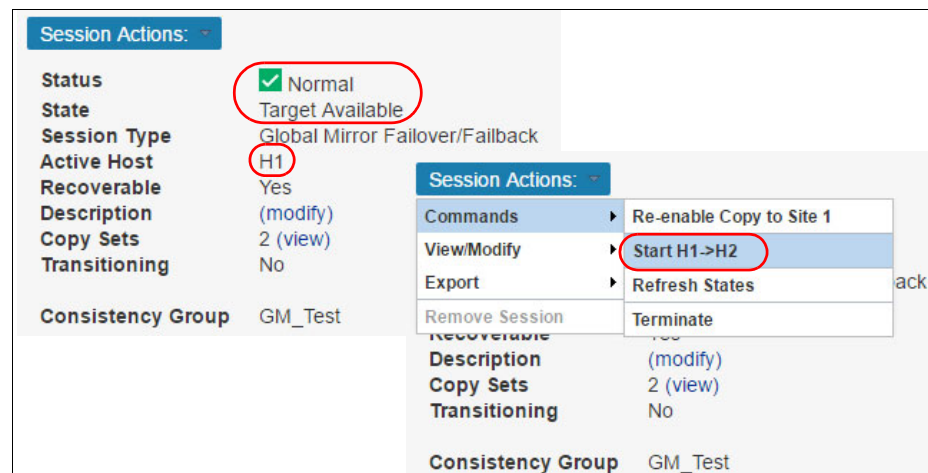 Session Actions:
Status Normal
State Target Available
Session Type Global Mirror Failover/Failback
Active Host H1
Recoverable Yes
Description (modify)
Copy Sets 2 (view)
Transitioning No
Consistency Group GM_Test
Session Actions:
Commands Re-enable Copy to Site 1
View/Modify Start H1->H2
Export Refresh States ack
Remove Session Terminate
Recoverable Yes
Description (modify)
Copy Sets 2 (view)
Transitioning No
Consistency Group GM_Test